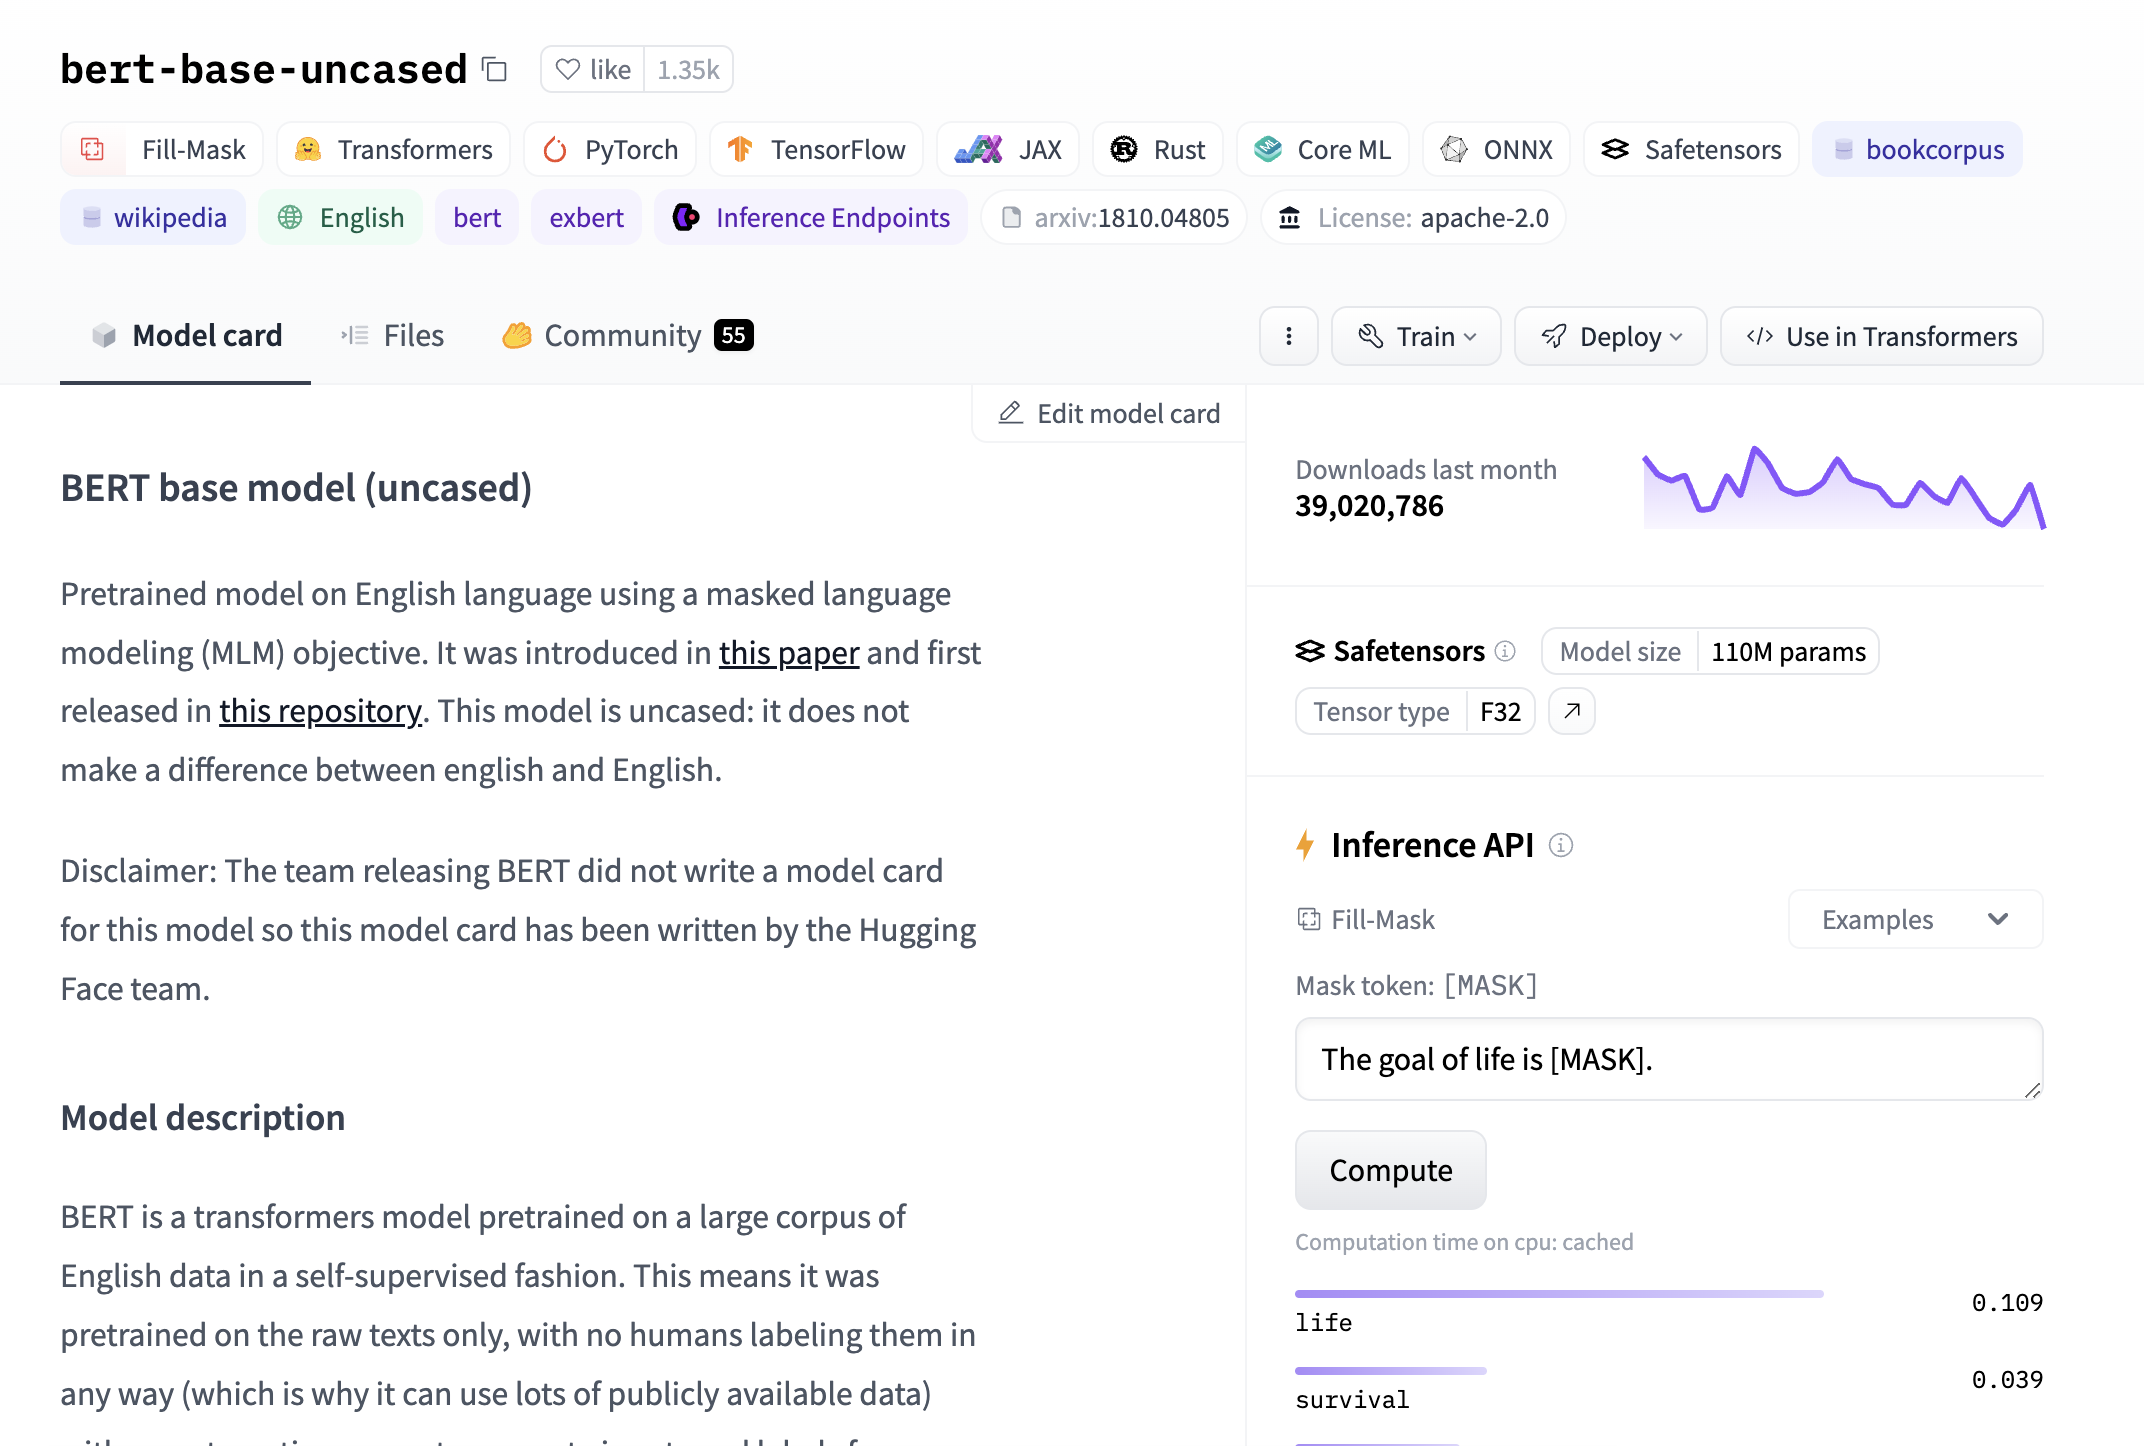 bert-base-uncased like 1.35k
Fill-Mask Transformers PyTorch TensorFlow JAX Rust Core ML ONNX Safetensors bookcorpus
wikipedia English bert exbert Inference Endpoints arxiv:1810.04805 License: apache-2.0
Model card Files Community 55 Train Deploy </> Use in Transformers
Edit model card
BERT base model (uncased)
Pretrained model on English language using a masked language
modeling (MLM) objective. It was introduced in this paper and first
released in this repository. This model is uncased: it does not
make a difference between english and English.
Disclaimer: The team releasing BERT did not write a model card
for this model so this model card has been written by the Hugging
Face team.
Model description
BERT is a transformers model pretrained on a large corpus of
English data in a self-supervised fashion. This means it was
pretrained on the raw texts only, with no humans labeling them in
any way (which is why it can use lots of publicly available data)
Downloads last month
39,020,786
Safetensors Model size 110M params
Tensor type F32
Inference API
Fill-Mask Examples
Mask token: [MASK]
The goal of life is [MASK].
Compute
Computation time on cpu: cached
life 0.109
survival 0.039